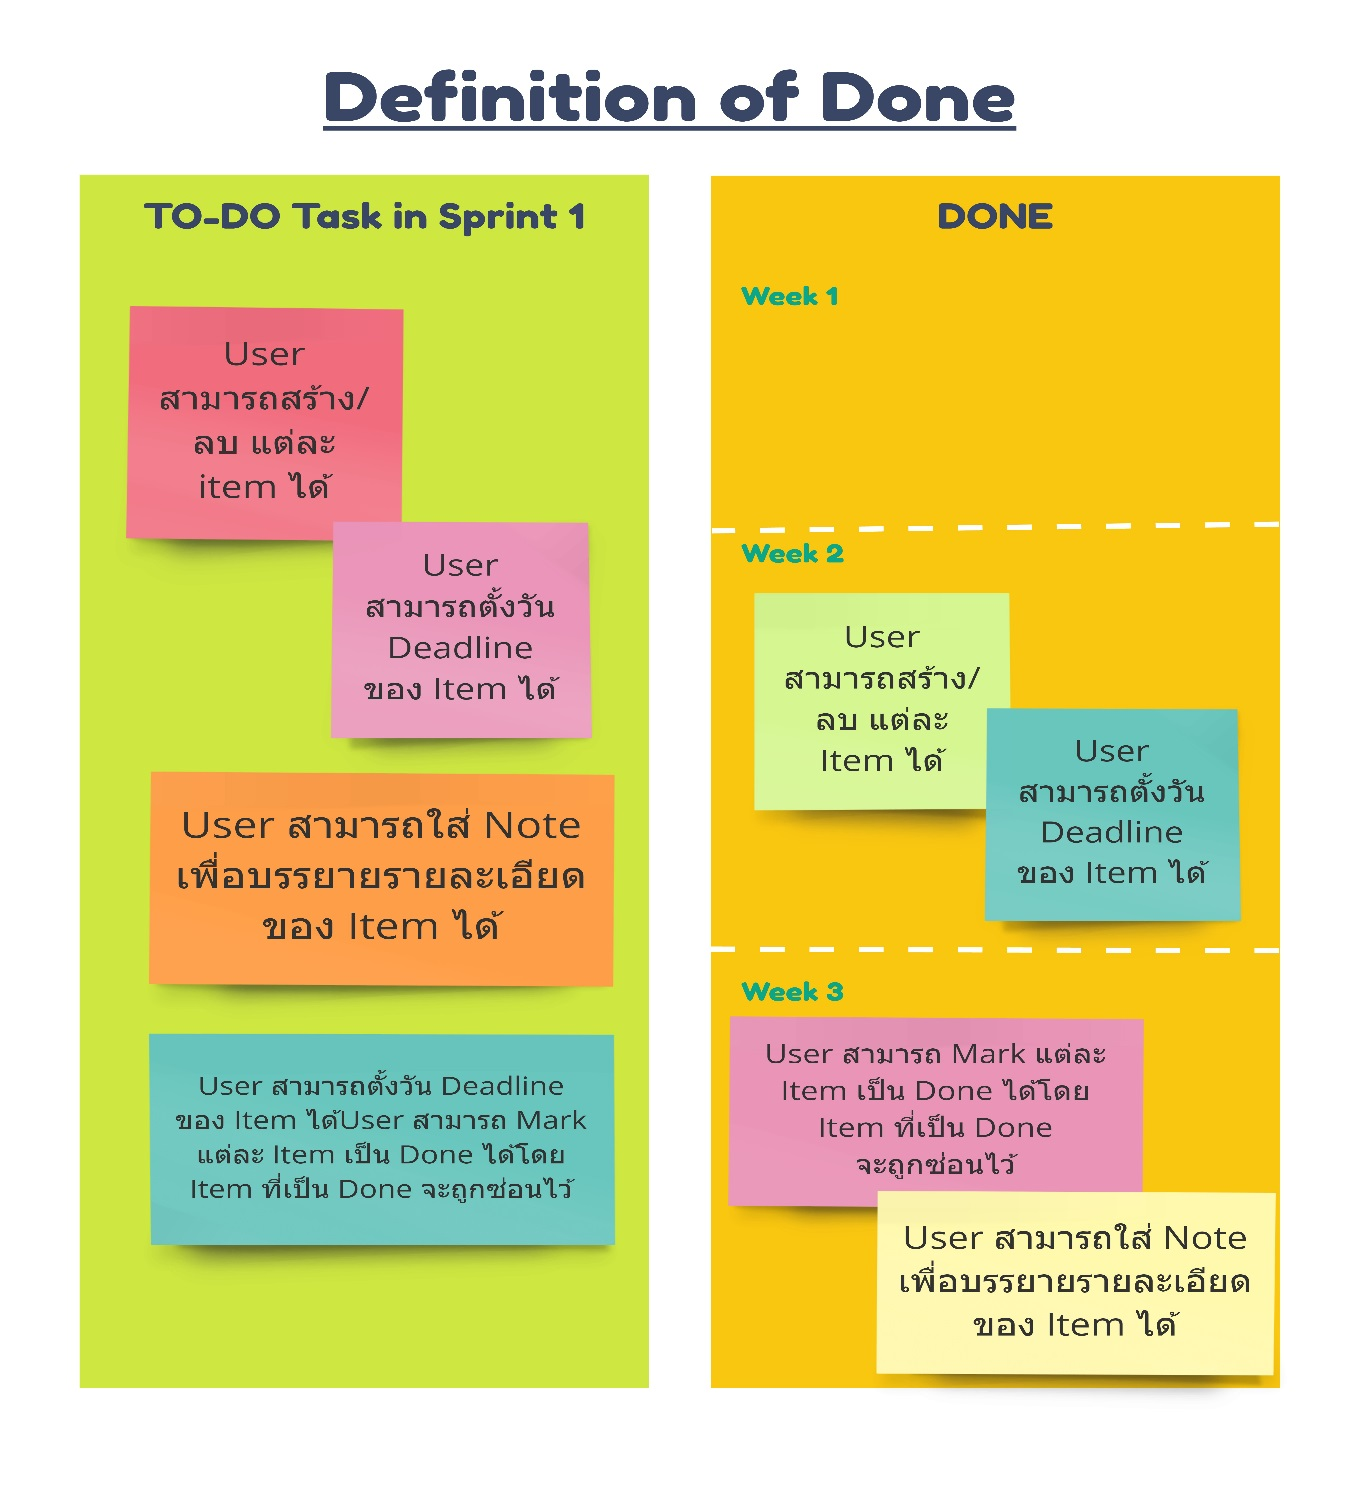 Definition of Done
TO-DO Task in Sprint 1
User
สามารถสร้าง/
ลบ แต่ละ
item ได้
User
สามารถตั้งวัน
Deadline
ของ Item ได้
User สามารถใส่ Note
เพื่อบรรยายรายละเอียด
ของ Item ได้
User สามารถตั้งวัน Deadline
ของ Item ได้User สามารถ Mark
แต่ละ Item เป็น Done ได้โดย
Item ที่เป็น Done จะถูกซ่อนไว้
DONE
Week 1
Week 2
User
สามารถสร้าง/
ลบ แต่ละ
Item ได้
User
สามารถตั้งวัน
Deadline
ของ Item ได้
Week 3
User สามารถ Mark แต่ละ
Item เป็น Done ได้โดย
Item ที่เป็น Done
จะถูกซ่อนไว้
User สามารถใส่ Note
เพื่อบรรยายรายละเอียด
ของ Item ได้